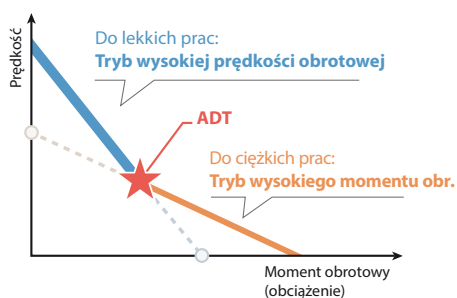 Prędkość
Do lekkich prac:
Tryb wysokiej prędkości obrotowej
ADT
Do ciężkich prac:
Tryb wysokiego momentu obr.
Moment obrotowy
(obciążenie)